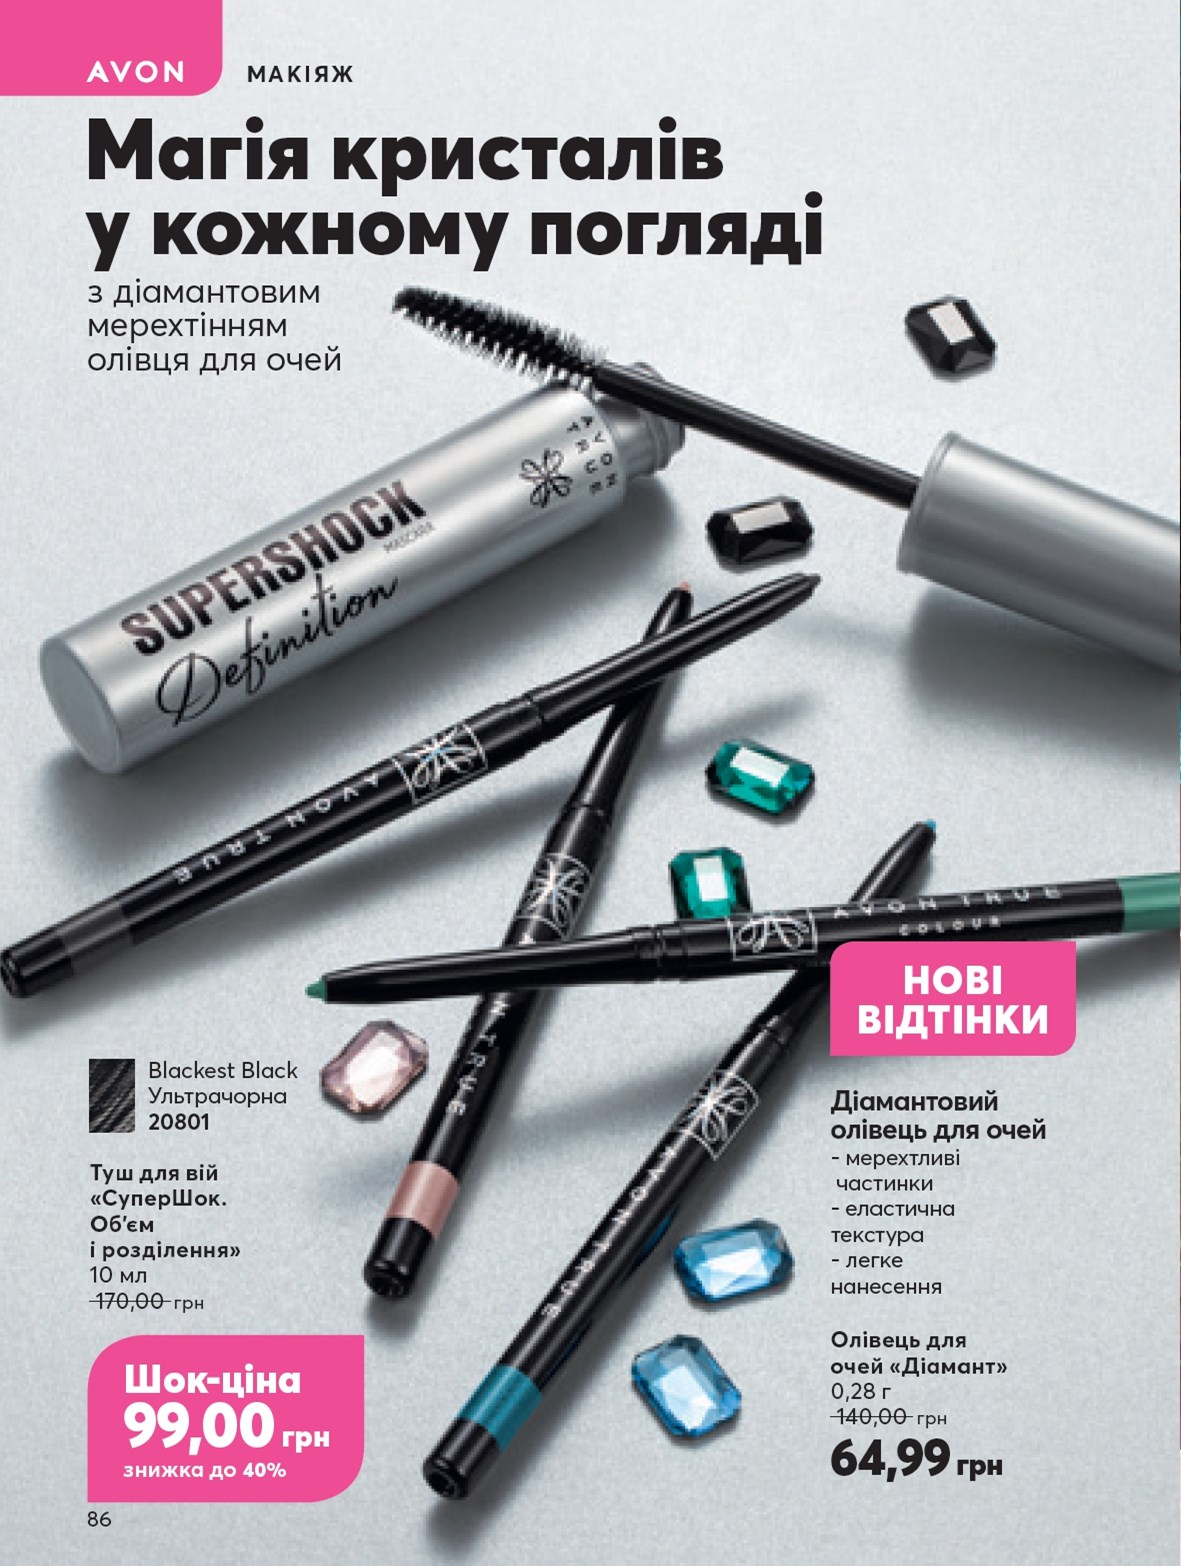 AVON
МАКІЯЖ
Магія кристалів
у кожному погляді
з діамантовим
мерехтінням
олівця для очей
AVON
TRUE
SUPERSHOCK
MASCARA
Definition
AVON TRUE
AVON TRUE
COLOUR
НОВІ
ВІДТІНКИ
N TRUE
AVON TRUE
Blackest Black
Ультрачорна
20801
Туш для вій
«СуперШок.
Об’єм
і розділення»
10 мл
170,00 грн
Шок-ціна
99,00 грн
знижка до 40%
Діамантовий
олівець для очей
- мерехтливі
частинки
- еластична
текстура
- легке
нанесення
Олівець для
очей «Діамант»
0,28 г
140,00 грн
64,99 грн
86